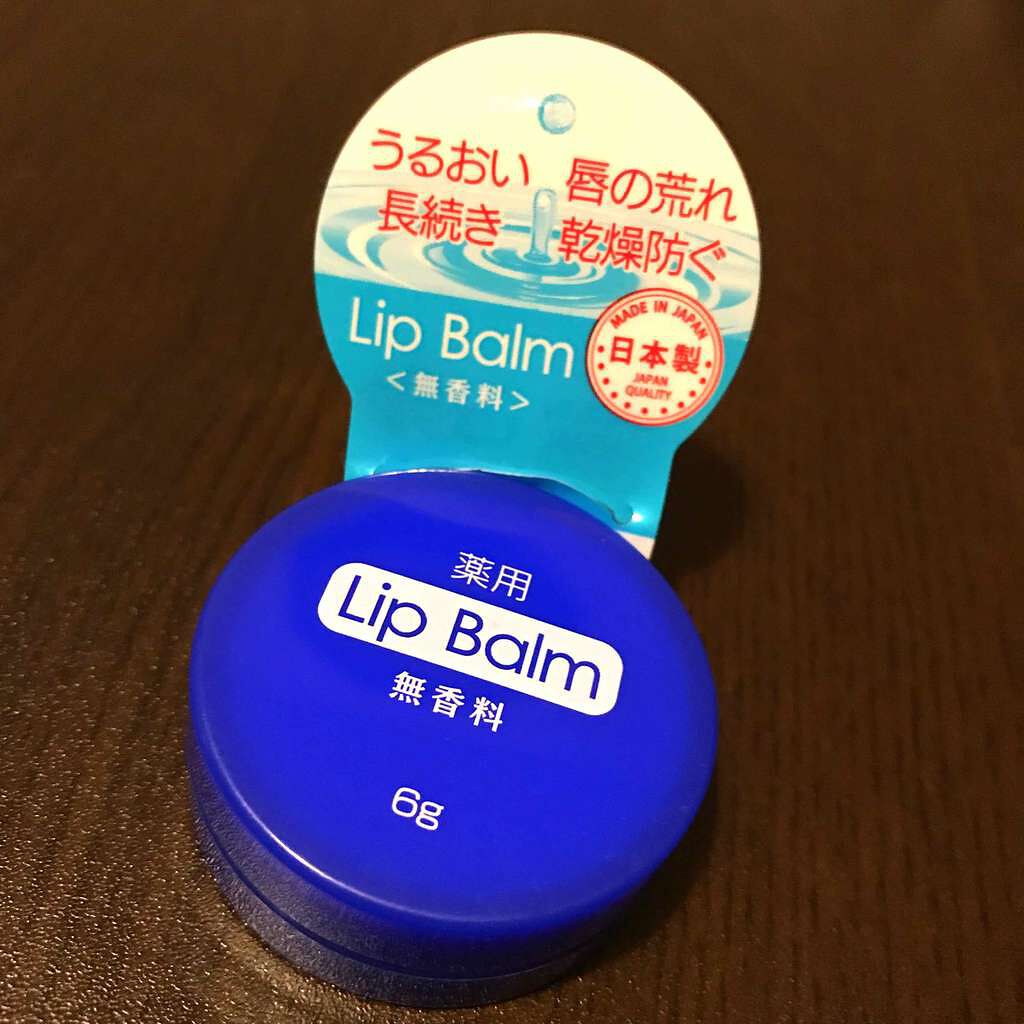 うるおい
長続き
唇の荒れ
乾燥防ぐ
Lip Balm
<無香料>
MADE IN JAPAN
日本製
JAPAN
QUALITY
薬用
Lip Balm
無香料
6g